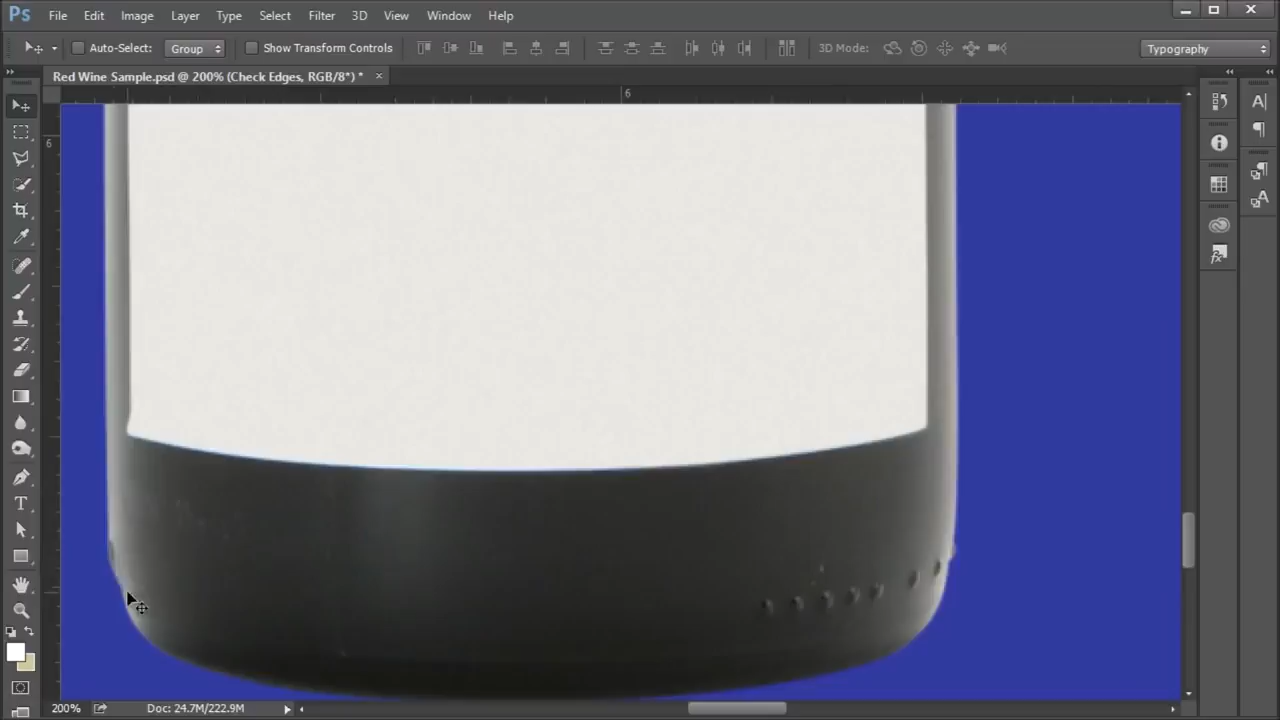 Ps File Edit Image Layer Type Select Filter 3D View Window Help
Auto-Select: Group Show Transform Controls 3D Mode: Typography
Red Wine Sample.psd @ 200% (Check Edges, RGB/8*) * ×
6
6
200% Doc: 24.7M/222.9M